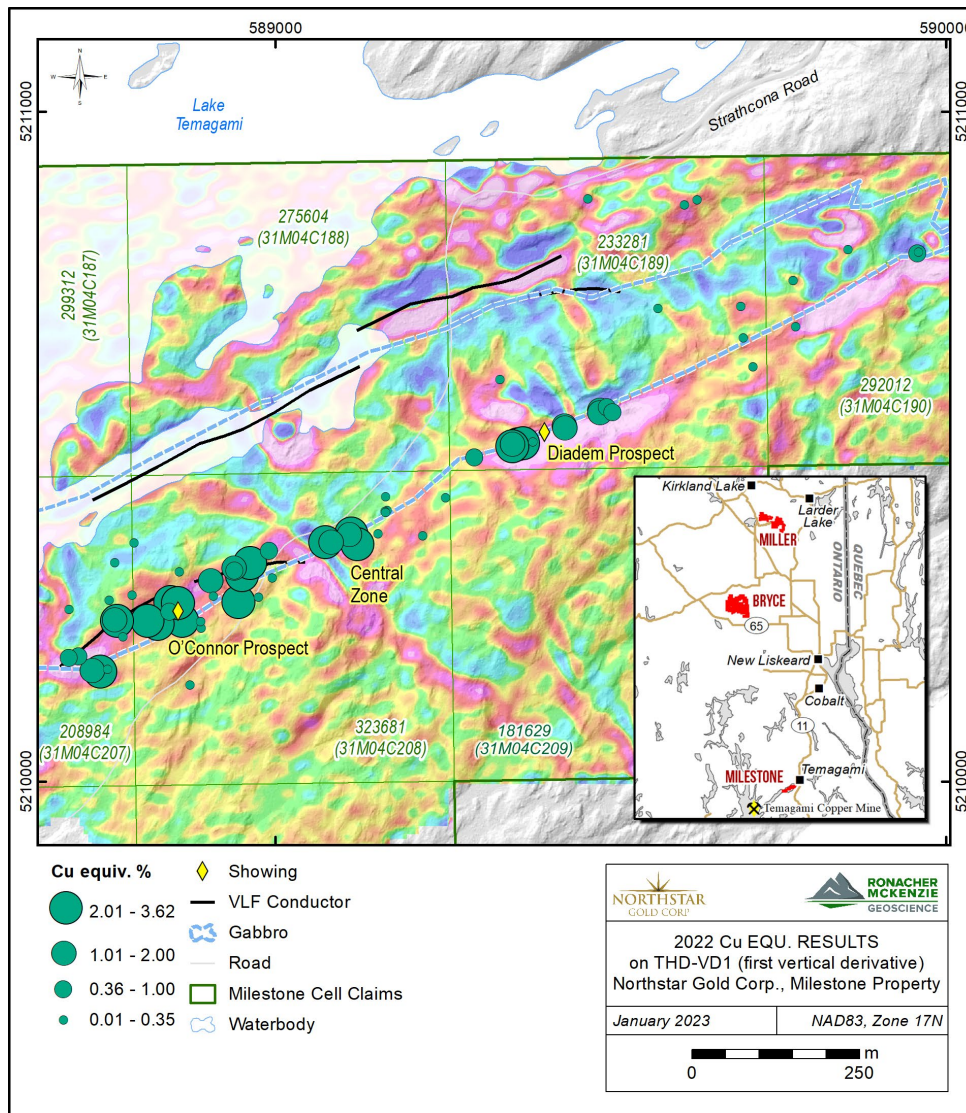 589000
590000
N
W
E
S
5211000
5211000
Lake
Temagami
Strathcona Road
275604
(31M04C188)
299312
(31M04C187)
233281
(31M04C189)
292012
(31M04C190)
Diadem Prospect
Central
Zone
O'Connor Prospect
208984
(31M04C207)
323681
(31M04C208)
181629
(31M04C209)
5210000
5210000
Kirkland Lake
Larder
Lake
MILLER
ONTARIO
QUEBEC
BRYCE
65
New Liskeard
Cobalt
11
MILESTONE
Temagami
Temagami Copper Mine
Cu equiv. %
2.01 - 3.62
1.01 - 2.00
0.36 - 1.00
0.01 - 0.35
Showing
VLF Conductor
Gabbro
Road
Milestone Cell Claims
Waterbody
NORTHSTAR
GOLD CORP
RONACHER
MCKENZIE
GEOSCIENCE
2022 Cu EQU. RESULTS
on THD-VD1 (first vertical derivative)
Northstar Gold Corp., Milestone Property
January 2023
NAD83, Zone 17N
m
0 250